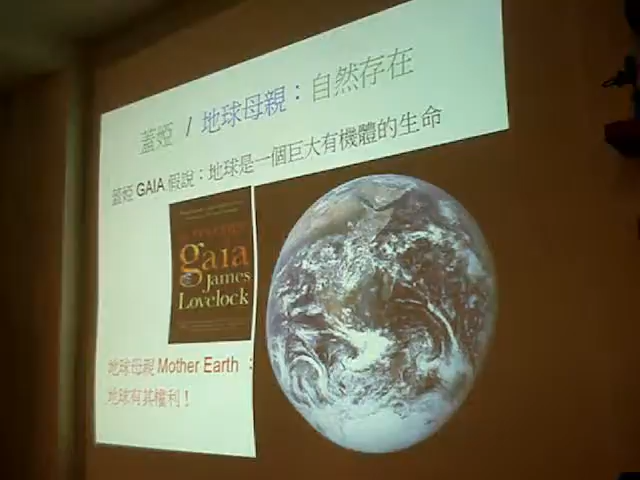 蓋婭 / 地球母親：自然存在
蓋婭 GAIA 假說：地球是一個巨大有機體的生命
gaia
James
Lovelock
地球母親 Mother Earth：
地球有其權利！